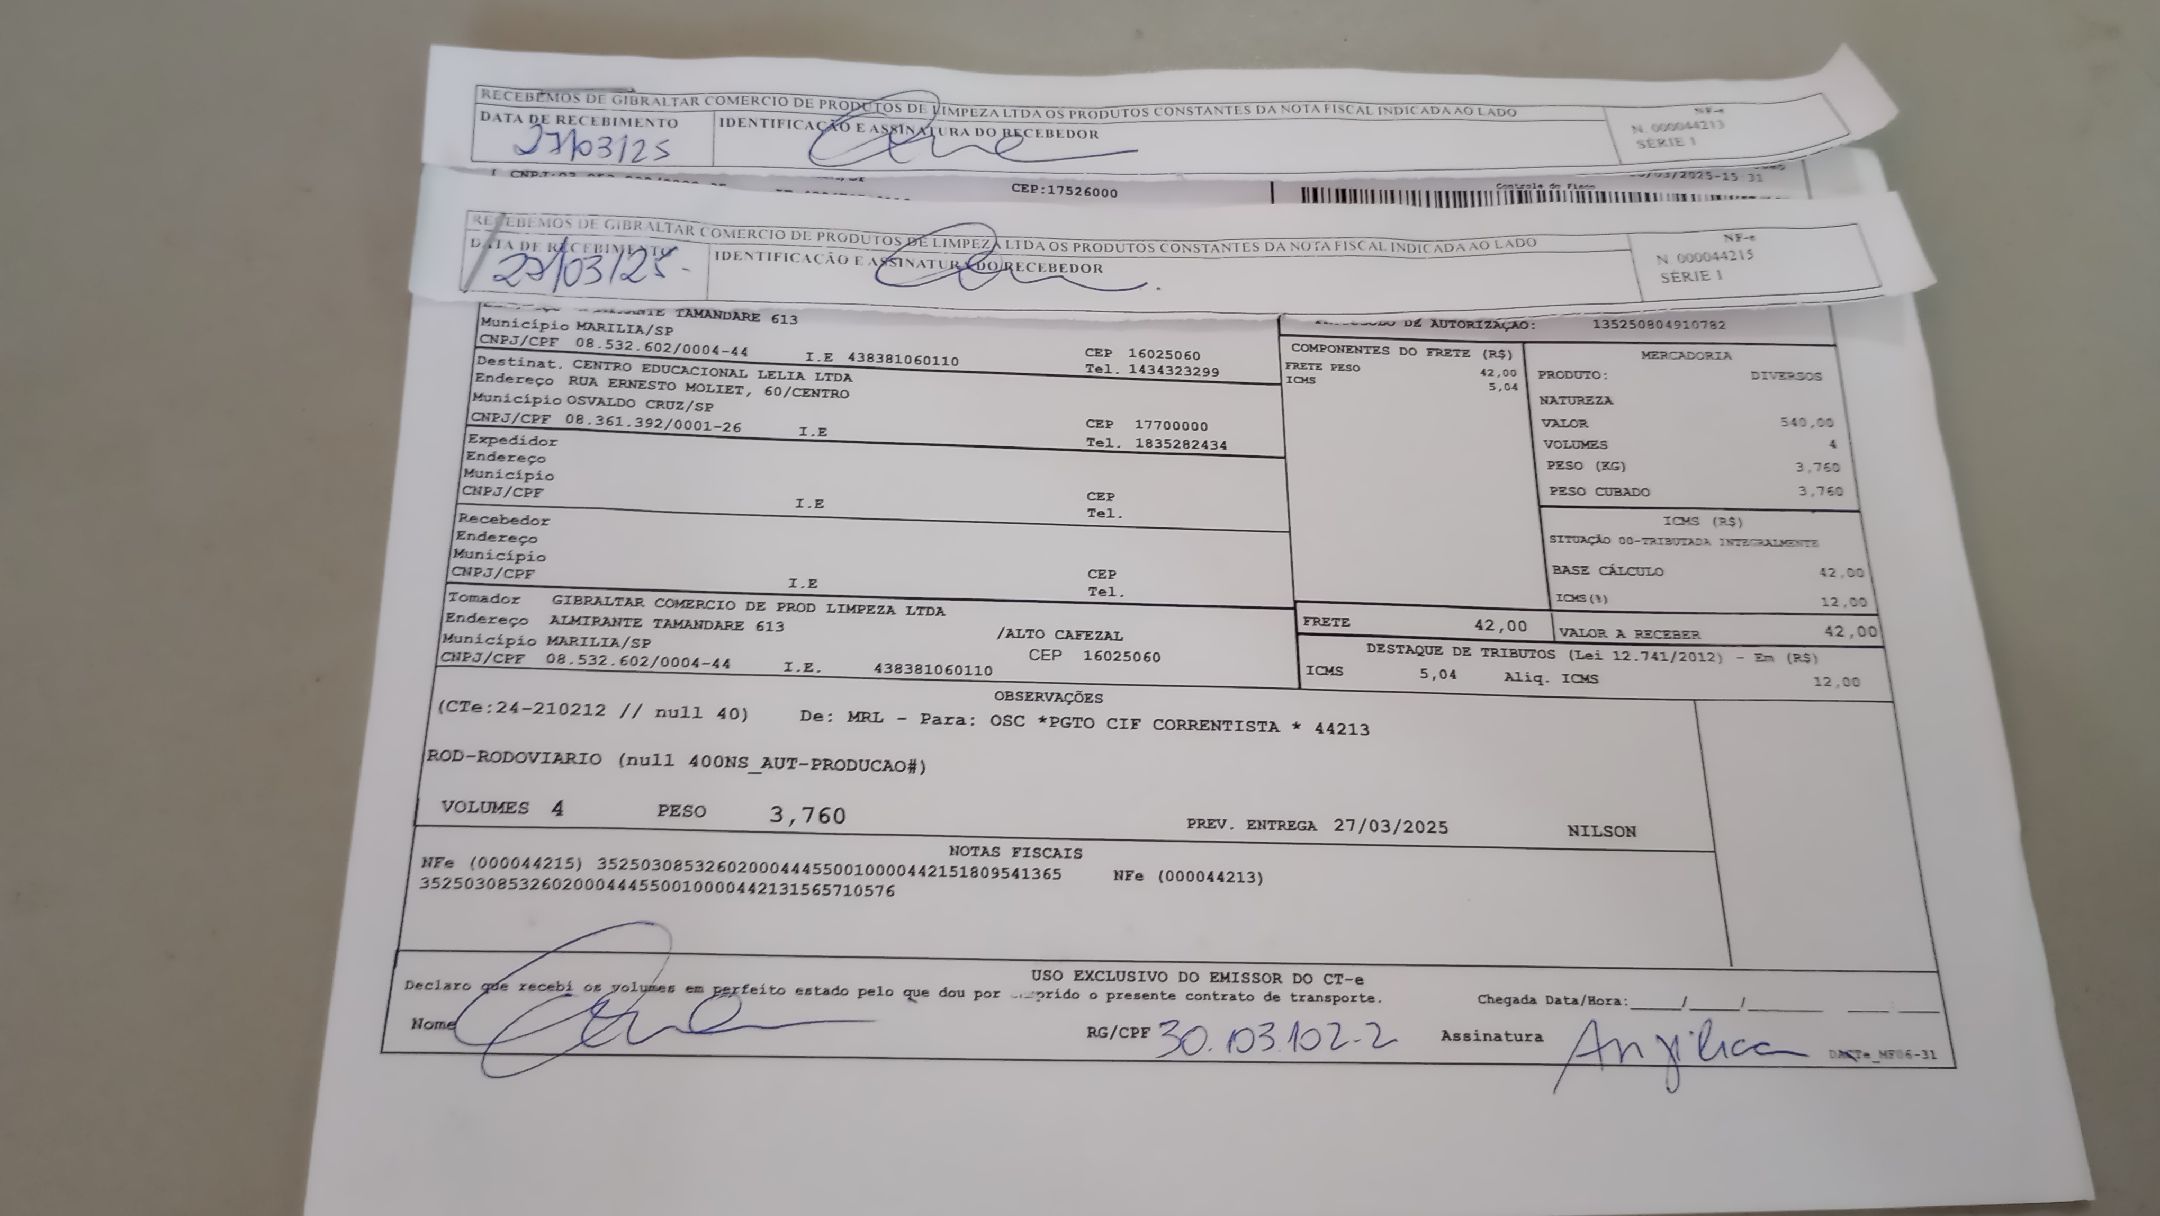 RECEBEMOS DE GIBRALTAR COMERCIO DE PRODUTOS DE LIMPEZA LTDA OS PRODUTOS CONSTANTES DA NOTA FISCAL INDICADA AO LADO
NF-e
DATA DE RECEBIMENTO IDENTIFICAÇÃO E ASSINATURA DO RECEBEDOR
N. 000044213
SÉRIE 1
27/03/25
CEP:17526000
Controle do Fisco
/03/2025-15 31
RECEBEMOS DE GIBRALTAR COMERCIO DE PRODUTOS DE LIMPEZA LTDA OS PRODUTOS CONSTANTES DA NOTA FISCAL INDICADA AO LADO
NF-e
DATA DE RECEBIMENTO IDENTIFICAÇÃO E ASSINATURA DO RECEBEDOR
N 000044215
SÉRIE 1
27/03/25
TAMANDARE 613
DE AUTORIZAÇÃO: 135250804910782
Município MARILIA/SP
CNPJ/CPF 08.532.602/0004-44 I.E 438381060110 CEP 16025060
Tel. 1434323299
Destinat. CENTRO EDUCACIONAL LELIA LTDA
Endereço RUA ERNESTO MOLIET, 60/CENTRO
Município OSVALDO CRUZ/SP
CNPJ/CPF 08.361.392/0001-26 I.E CEP 17700000
Tel. 1835282434
Expedidor
Endereço
Município
CNPJ/CPF I.E CEP
Tel.
Recebedor
Endereço
Município
CNPJ/CPF I.E CEP
Tel.
Tomador GIBRALTAR COMERCIO DE PROD LIMPEZA LTDA
Endereço ALMIRANTE TAMANDARE 613 /ALTO CAFEZAL
Município MARILIA/SP CEP 16025060
CNPJ/CPF 08.532.602/0004-44 I.E. 438381060110
COMPONENTES DO FRETE (R$)
FRETE PESO 42,00
ICMS 5,04
MERCADORIA
PRODUTO: DIVERSOS
NATUREZA
VALOR 540,00
VOLUMES 4
PESO (KG) 3,760
PESO CUBADO 3,760
ICMS (R$)
SITUAÇÃO 00-TRIBUTADA INTEGRALMENTE
BASE CÁLCULO 42,00
ICMS(%) 12,00
FRETE 42,00 VALOR A RECEBER 42,00
DESTAQUE DE TRIBUTOS (Lei 12.741/2012) - Em (R$)
ICMS 5,04 Aliq. ICMS 12,00
OBSERVAÇÕES
(CTe:24-210212 // null 40) De: MRL - Para: OSC *PGTO CIF CORRENTISTA * 44213
ROD-RODOVIARIO (null 400NS_AUT-PRODUCAO#)
VOLUMES 4 PESO 3,760 PREV. ENTREGA 27/03/2025 NILSON
NOTAS FISCAIS
NFe (000044215) 35250308532602000444550010000442151809541365 NFe (000044213)
35250308532602000444550010000442131565710576
USO EXCLUSIVO DO EMISSOR DO CT-e
Declaro que recebi os volumes em perfeito estado pelo que dou por cumprido o presente contrato de transporte. Chegada Data/Hora:____/____/________ ____:____
Nome RG/CPF 30.103.102-2 Assinatura Angélica DACTe_MF06-31